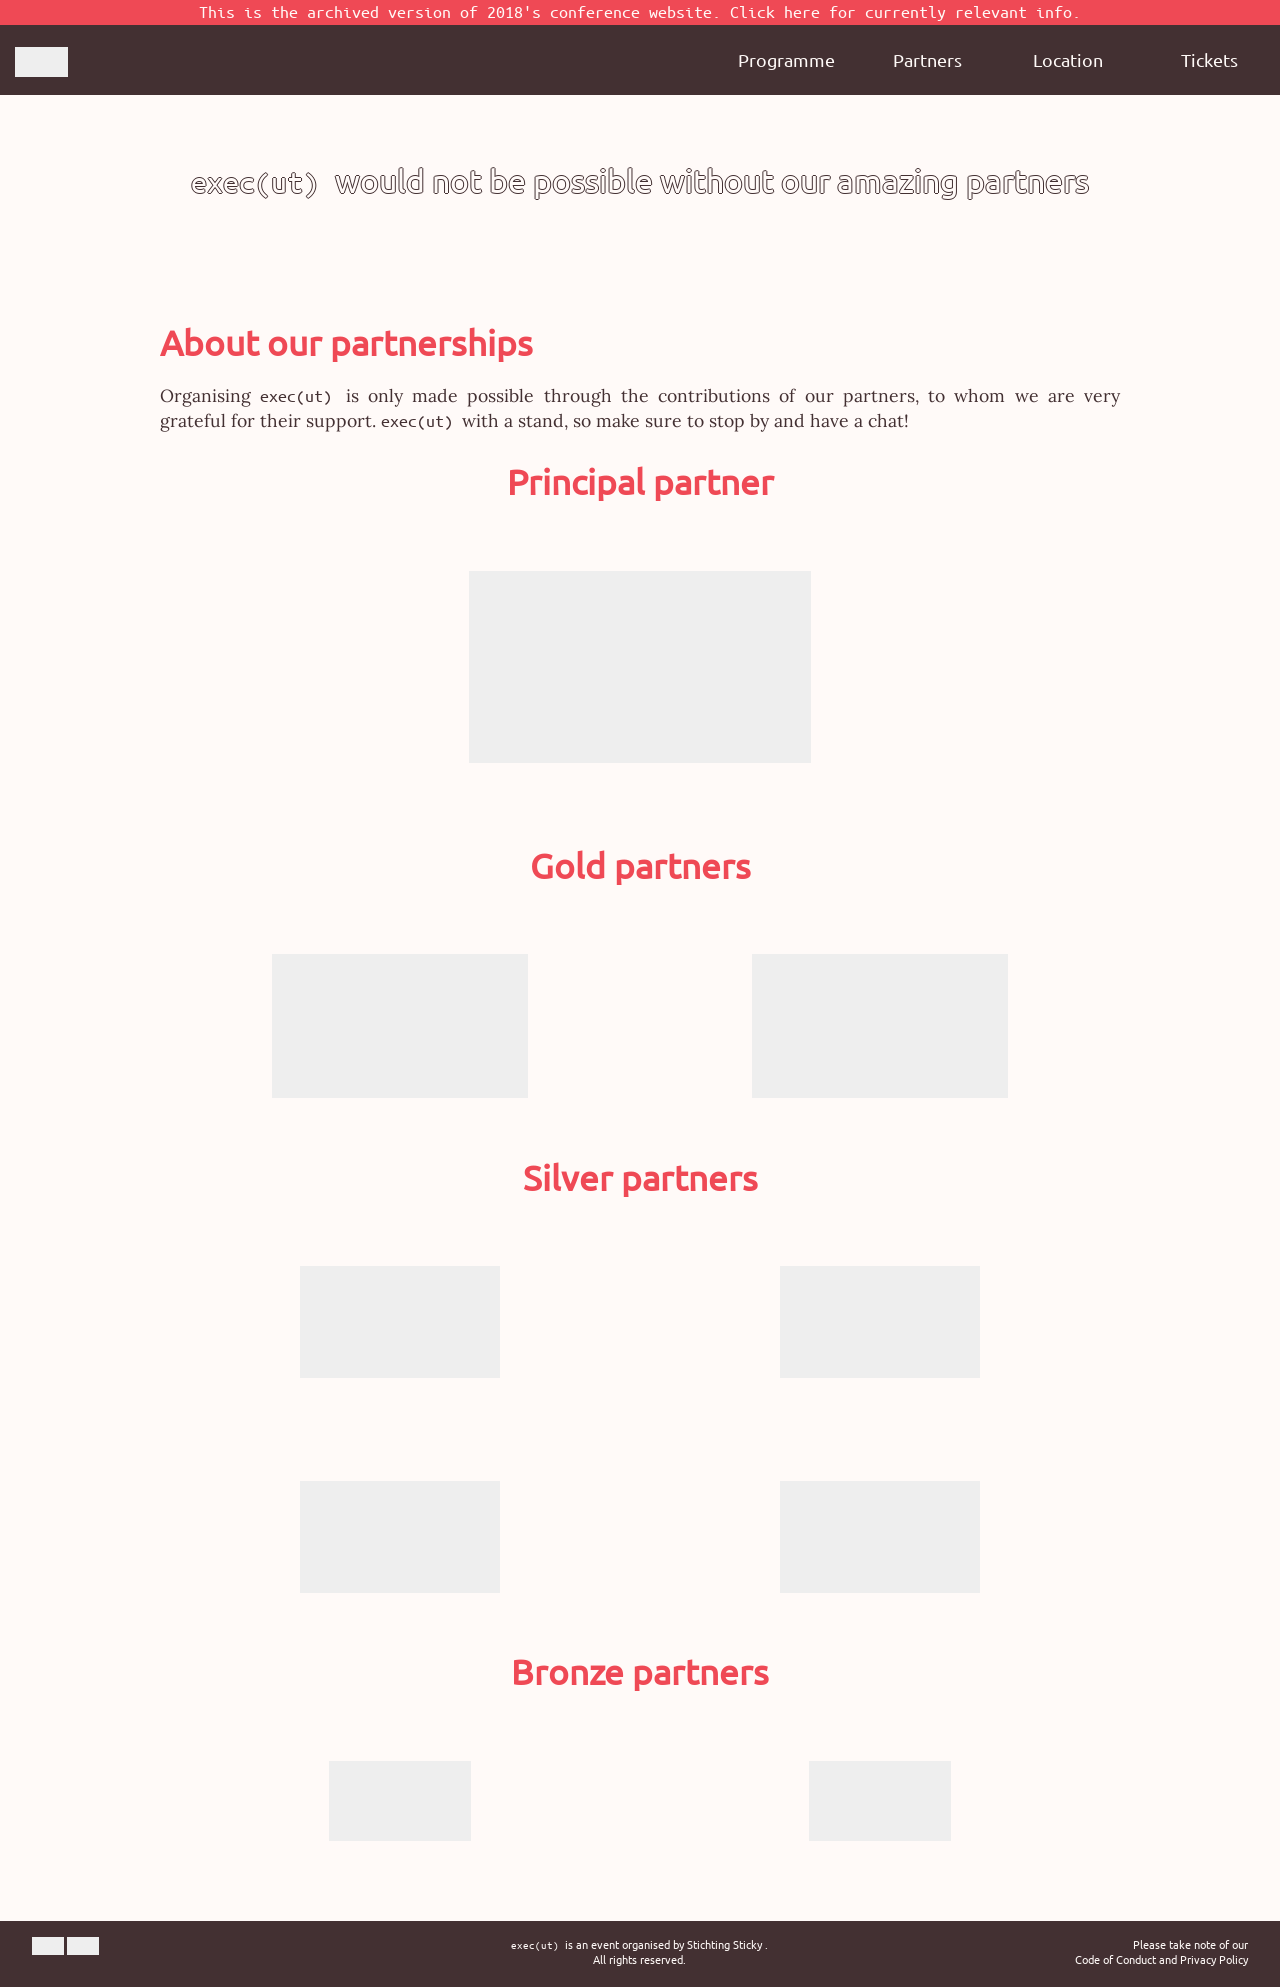 This is the archived version of 2018's conference website. Click here for currently relevant info.
Programme Partners Location Tickets
exec(ut) would not be possible without our amazing partners
About our partnerships
Organising exec(ut) is only made possible through the contributions of our partners, to whom we are very
grateful for their support. exec(ut) with a stand, so make sure to stop by and have a chat!
Principal partner
Gold partners
Silver partners
Bronze partners
exec(ut) is an event organised by Stichting Sticky .
All rights reserved.
Please take note of our
Code of Conduct and Privacy Policy